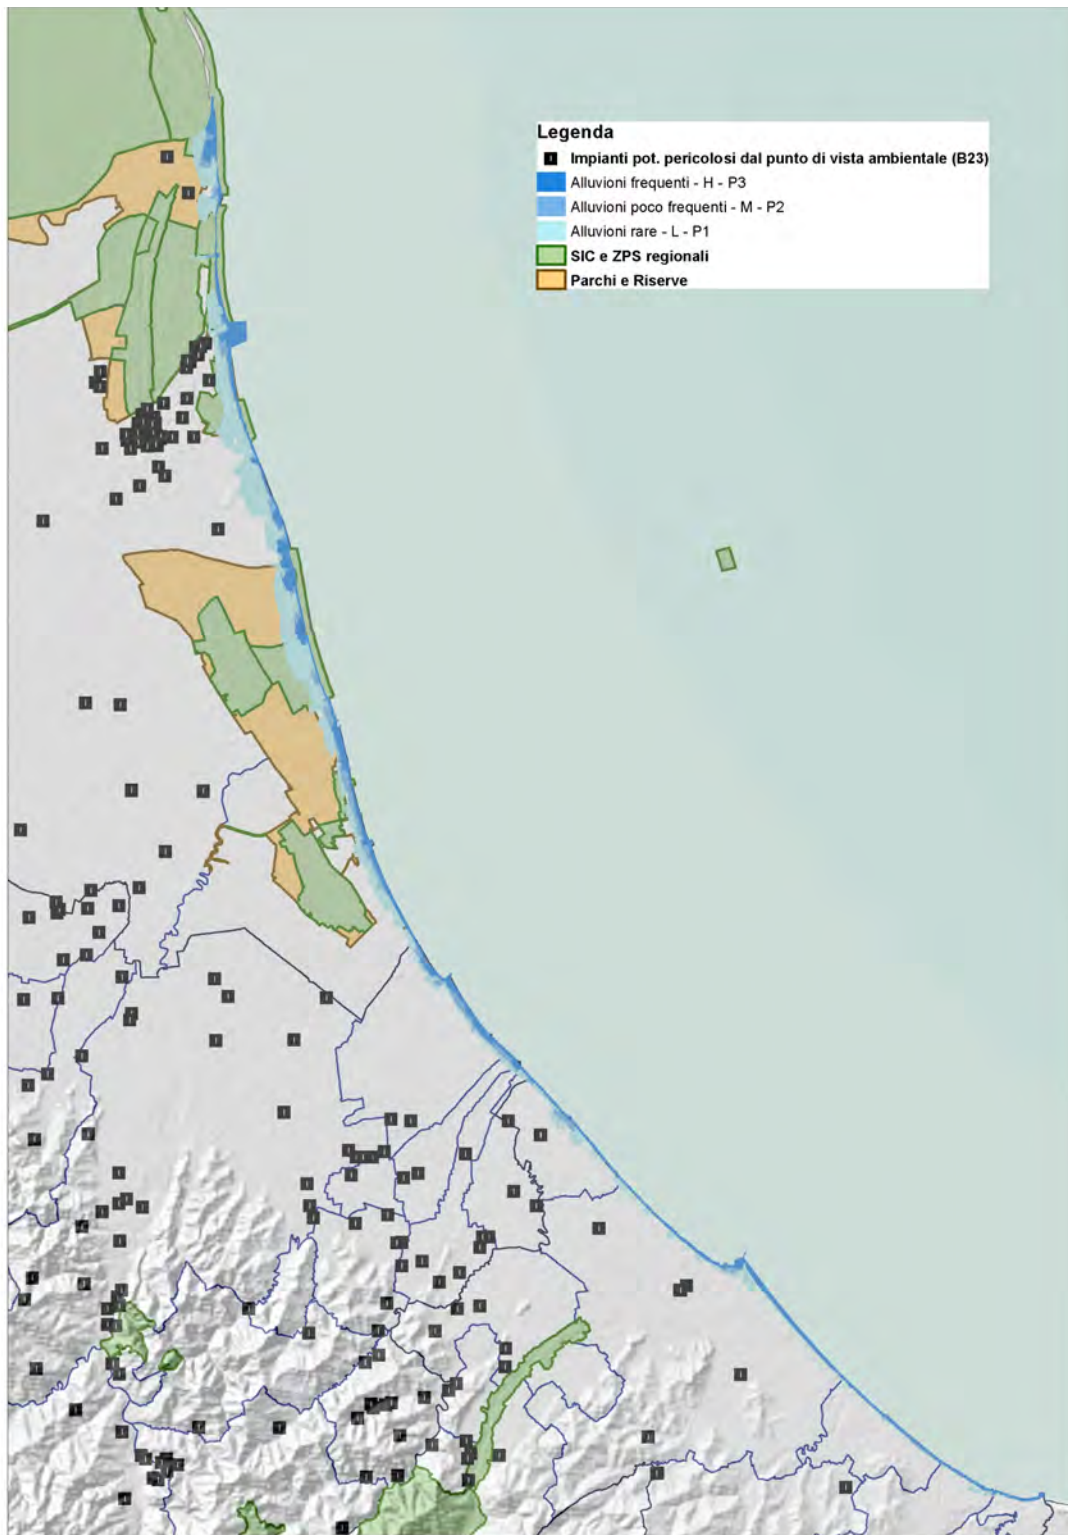 Legenda
Impianti pot. pericolosi dal punto di vista ambientale (B23)
Alluvioni frequenti - H - P3
Alluvioni poco frequenti - M - P2
Alluvioni rare - L - P1
SIC e ZPS regionali
Parchi e Riserve